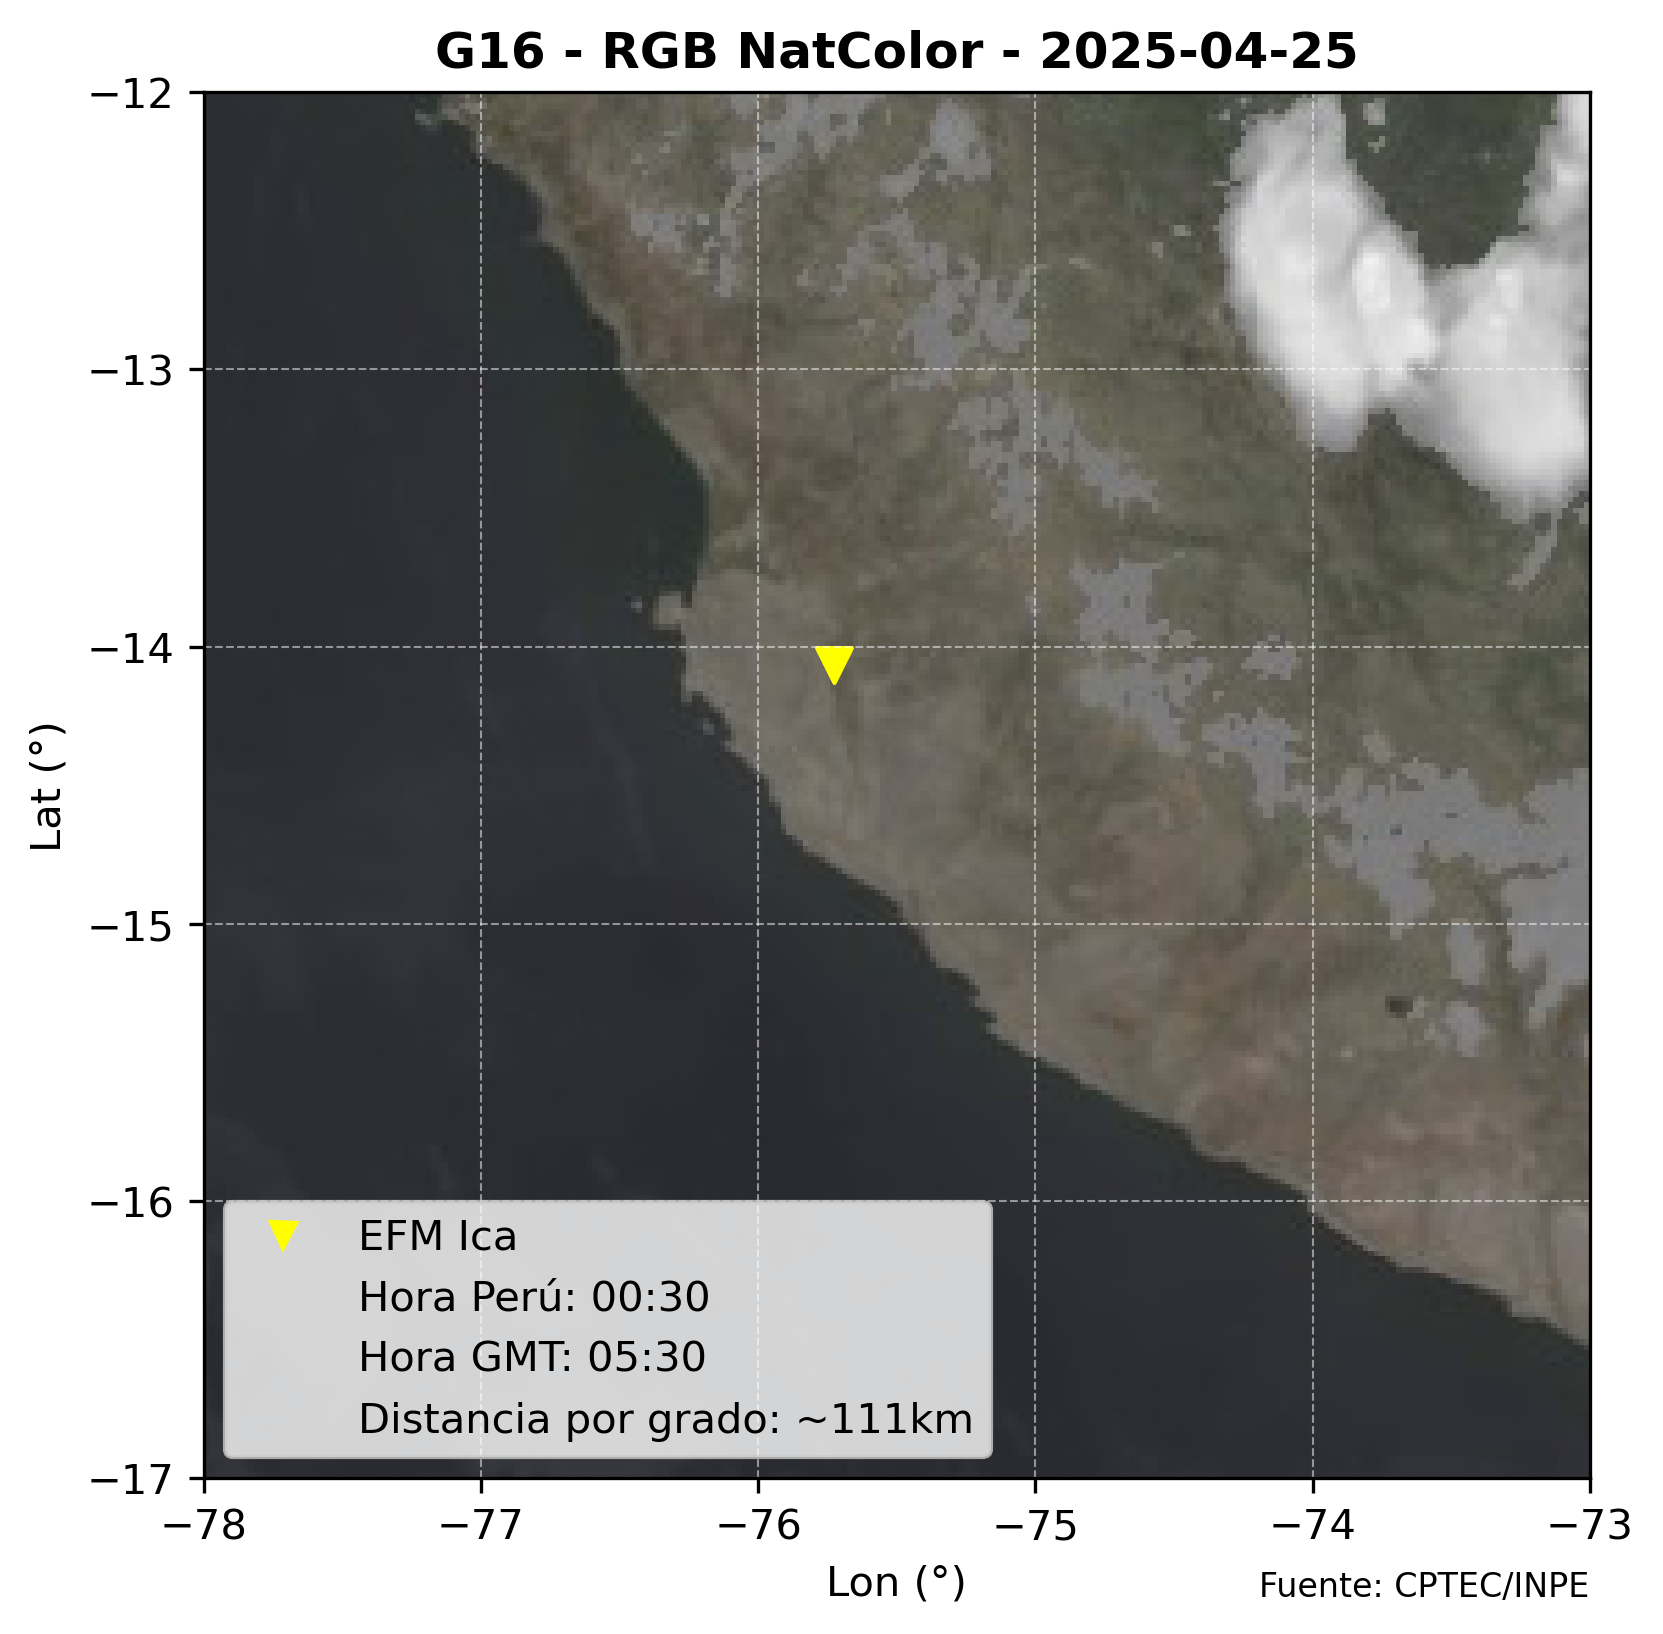 G16 - RGB NatColor - 2025-04-25
−12
−13
−14
−15
−16
−17
Lat (°)
EFM Ica
Hora Perú: 00:30
Hora GMT: 05:30
Distancia por grado: ~111km
−78 −77 −76 −75 −74 −73
Lon (°)
Fuente: CPTEC/INPE